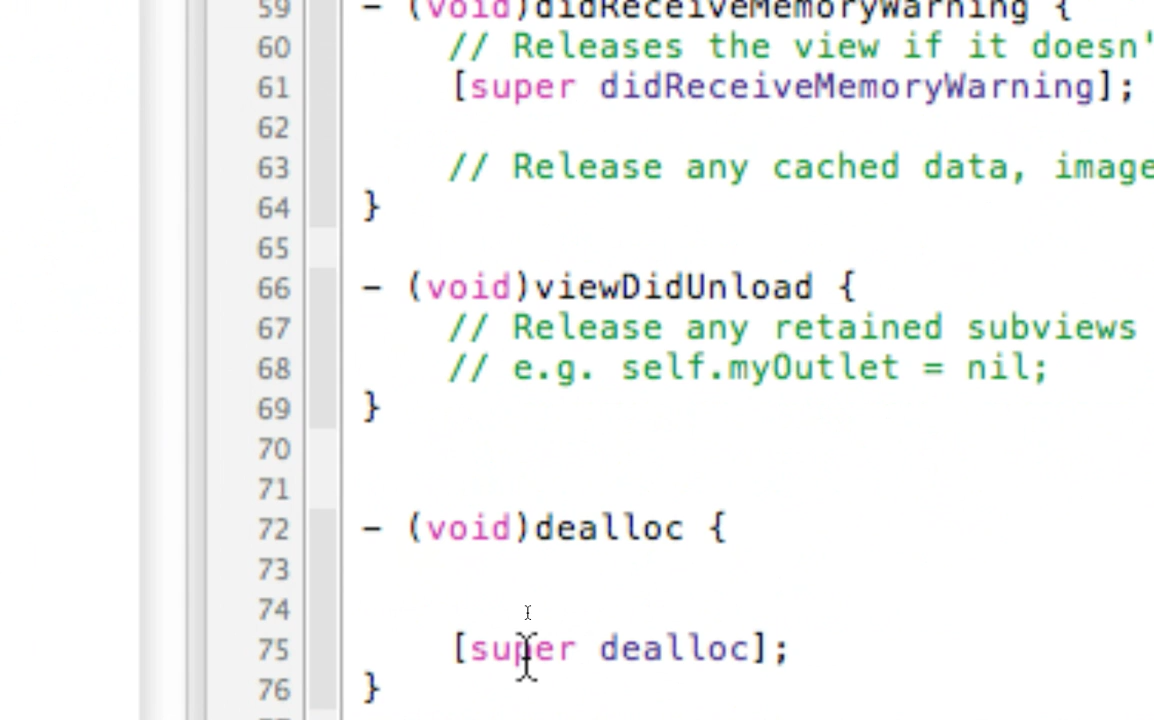 59 - (void)didReceiveMemoryWarning {
60 // Releases the view if it doesn'
61 [super didReceiveMemoryWarning];
62
63 // Release any cached data, image
64 }
65
66 - (void)viewDidUnload {
67 // Release any retained subviews
68 // e.g. self.myOutlet = nil;
69 }
70
71
72 - (void)dealloc {
73
74
75 [super dealloc];
76 }